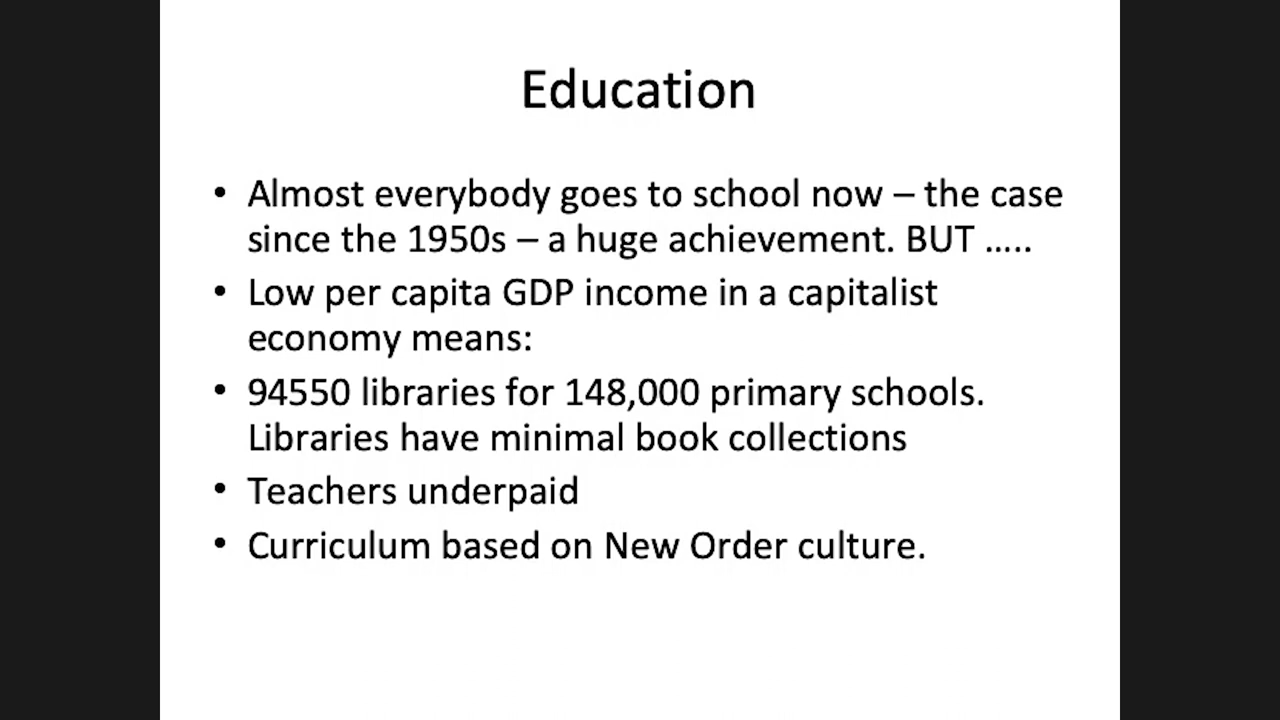 Education
• Almost everybody goes to school now – the case
since the 1950s – a huge achievement. BUT …..
• Low per capita GDP income in a capitalist
economy means:
• 94550 libraries for 148,000 primary schools.
Libraries have minimal book collections
• Teachers underpaid
• Curriculum based on New Order culture.